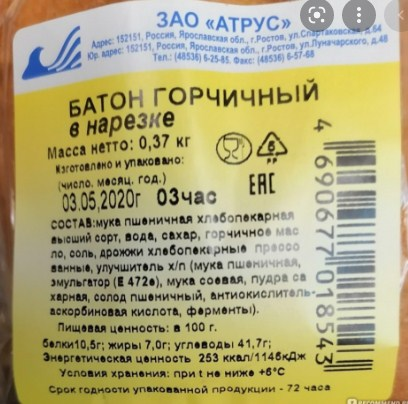 ЗАО «АТРУС»
Адрес: 152151, Россия, Ярославская обл., г.Ростов, ул.Спартаковская, д.64
Юр. адрес: 152151, Россия, Ярославская обл., г.Ростов, ул.Луначарского, д.48
Тел.: (48536) 6-25-85. Факс: (48536) 6-57-68
БАТОН ГОРЧИЧНЫЙ
в нарезке
Масса нетто: 0,37 кг
Изготовлено и упаковано:
(число, месяц, год.)
03.05.2020г 03час
5
PP
EAC
СОСТАВ:мука пшеничная хлебопекарная
высший сорт, вода, сахар, горчичное мас
ло, соль, дрожжи хлебопекарные прессо
ванные, улучшитель х/п (мука пшеничная,
эмульгатор (Е 472е), мука соевая, пудра са
харная, солод пшеничный, антиокислитель-
аскорбиновая кислота, ферменты).
Пищевая ценность: в 100 г.
белки10,5г; жиры 7,0г; углеводы 41,7г;
Энергетическая ценность 253 ккал/1146кДж
Условия хранения: при t не ниже +6°С
Срок годности упакованной продукции - 72 часа
4 690677 018543